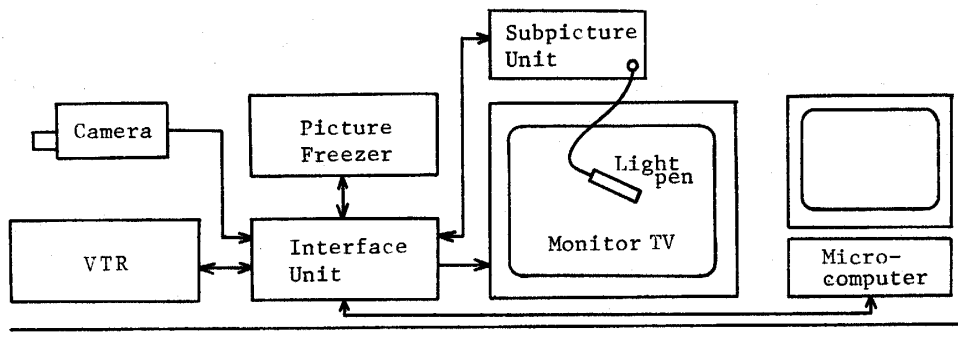 Subpicture
Unit
Camera
Picture
Freezer
Light
pen
VTR
Interface
Unit
Monitor TV
Micro-
computer